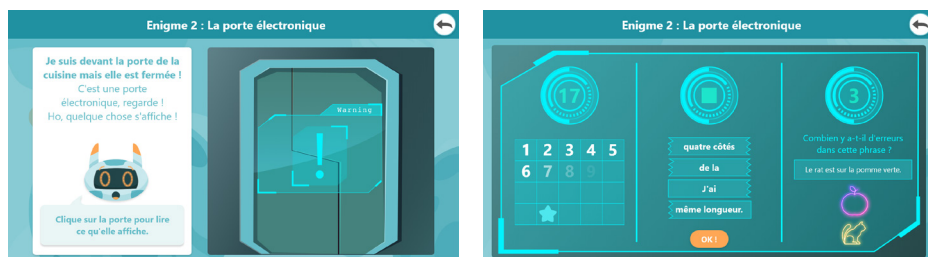 Enigme 2 : La porte électronique
Je suis devant la porte de la
cuisine mais elle est fermée !
C'est une porte
électronique, regarde !
Ho, quelque chose s'affiche !
Clique sur la porte pour lire
ce qu'elle affiche.
Warning
!
Enigme 2 : La porte électronique
17
1 2 3 4 5
6 7 8 9
quatre côtés
de la
J'ai
même longueur.
OK !
3
Combien y a-t-il d'erreurs
dans cette phrase ?
Le rat est sur la pomme verte.